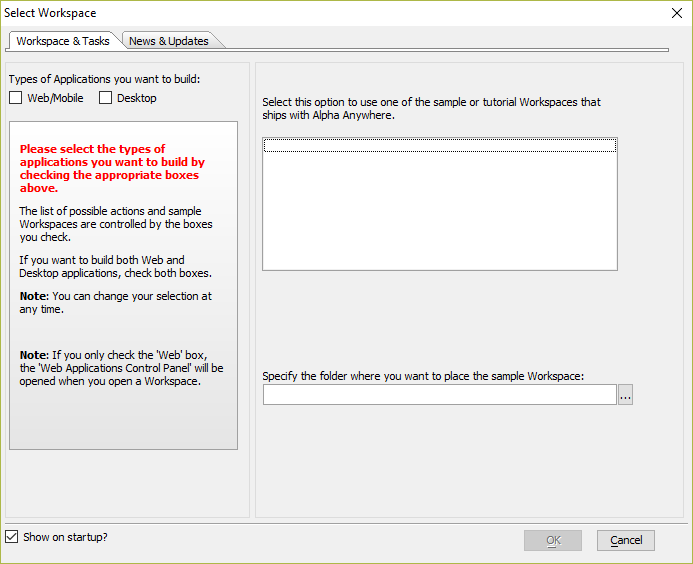 Select Workspace
Workspace & Tasks
News & Updates
Types of Applications you want to build:
Web/Mobile
Desktop
Please select the types of
applications you want to build by
checking the appropriate boxes
above.
The list of possible actions and sample
Workspaces are controlled by the boxes
you check.
If you want to build both Web and
Desktop applications, check both boxes.
Note: You can change your selection at
any time.
Note: If you only check the 'Web' box,
the 'Web Applications Control Panel' will be
opened when you open a Workspace.
Select this option to use one of the sample or tutorial Workspaces that
ships with Alpha Anywhere.
Specify the folder where you want to place the sample Workspace:
...
Show on startup?
OK
Cancel